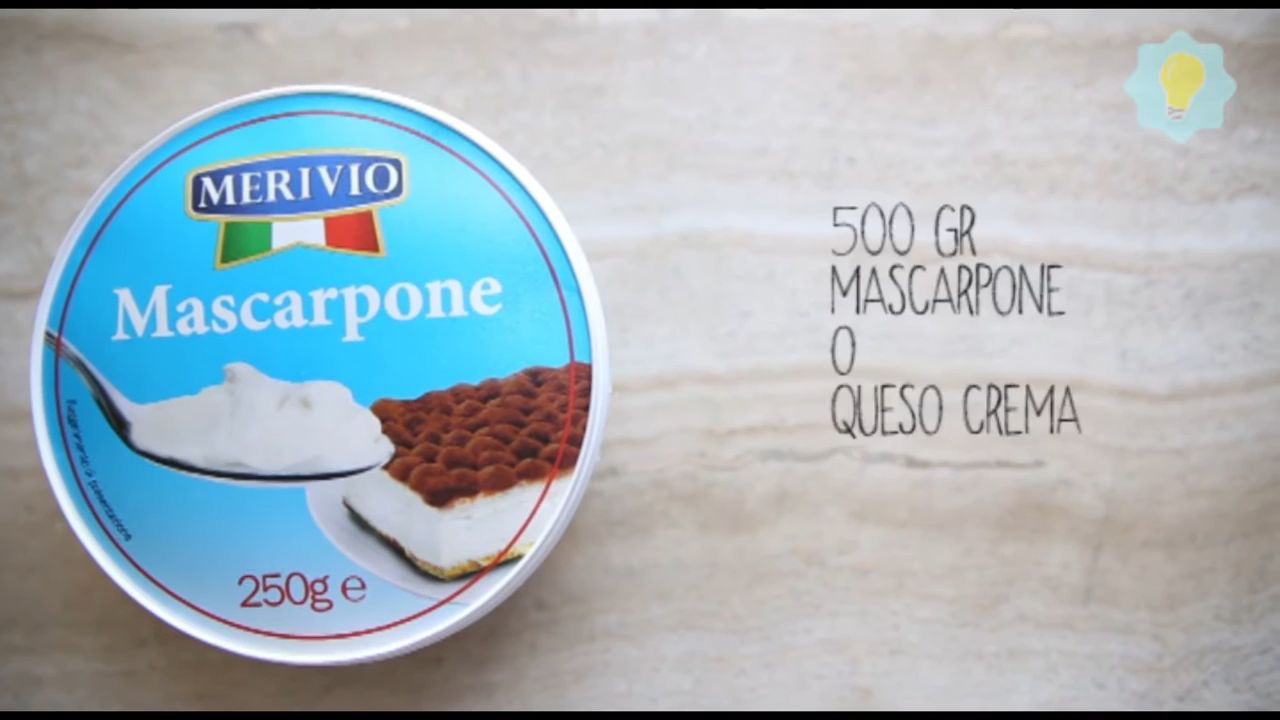 MERIVIO
Mascarpone
250g e
500 GR
MASCARPONE
O
QUESO CREMA